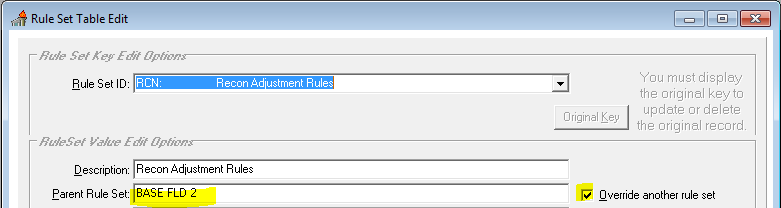 Rule Set Table Edit
Rule Set Key Edit Options
Rule Set ID: RCN: Recon Adjustment Rules
You must display
the original key to
update or delete
the original record.
Original Key
RuleSet Value Edit Options
Description: Recon Adjustment Rules
Parent Rule Set: BASE FLD 2 Override another rule set